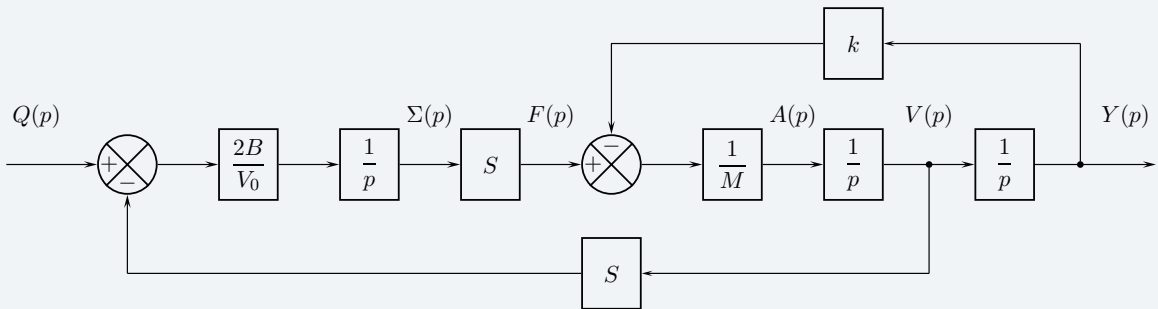 k
Q(p) Σ(p) F(p) A(p) V(p) Y(p)
+ − 2B/V₀ 1/p S + − 1/M 1/p 1/p
S